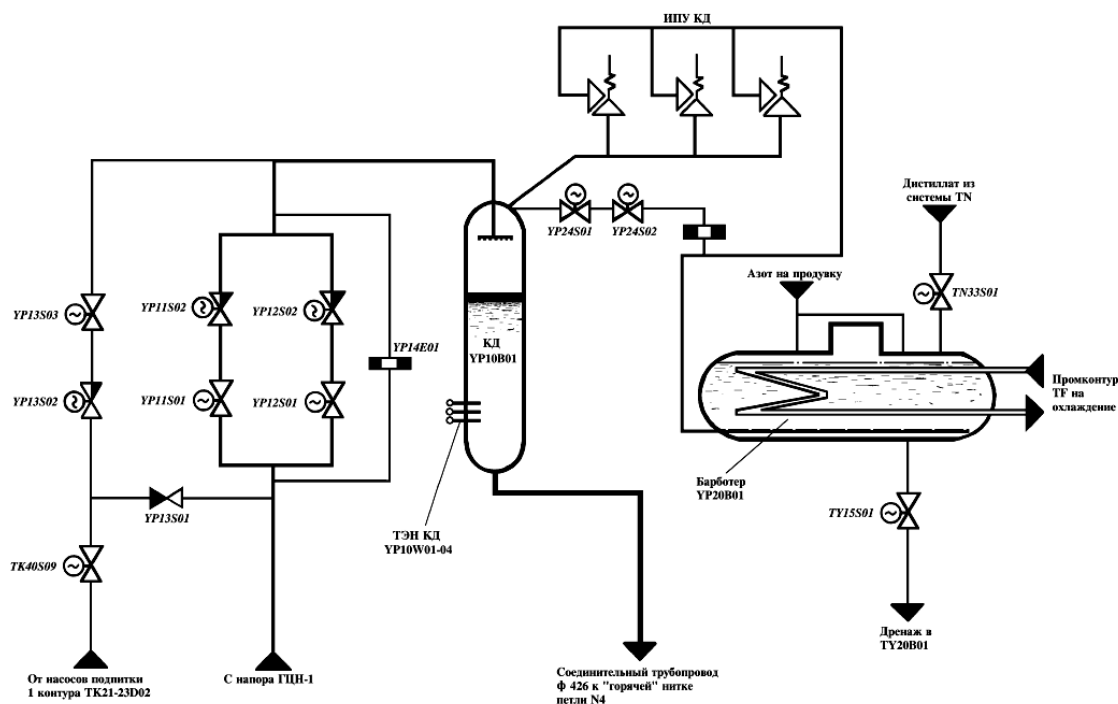 ИПУ КД
Дистиллат из
системы TN
YP24S01
YP24S02
Азот на продувку
TN33S01
YP13S03
YP11S02
YP12S02
YP14E01
КД
YP10B01
YP13S02
YP11S01
YP12S01
Промконтур
TF на
охлаждение
Барботер
YP20B01
YP13S01
TY15S01
ТЭН КД
YP10W01-04
TK40S09
Дренаж в
TY20B01
От насосов подпитки
1 контура TK21-23D02
С напора ГЦН-1
Соединительный трубопровод
ф 426 к "горячей" нитке
петли N4